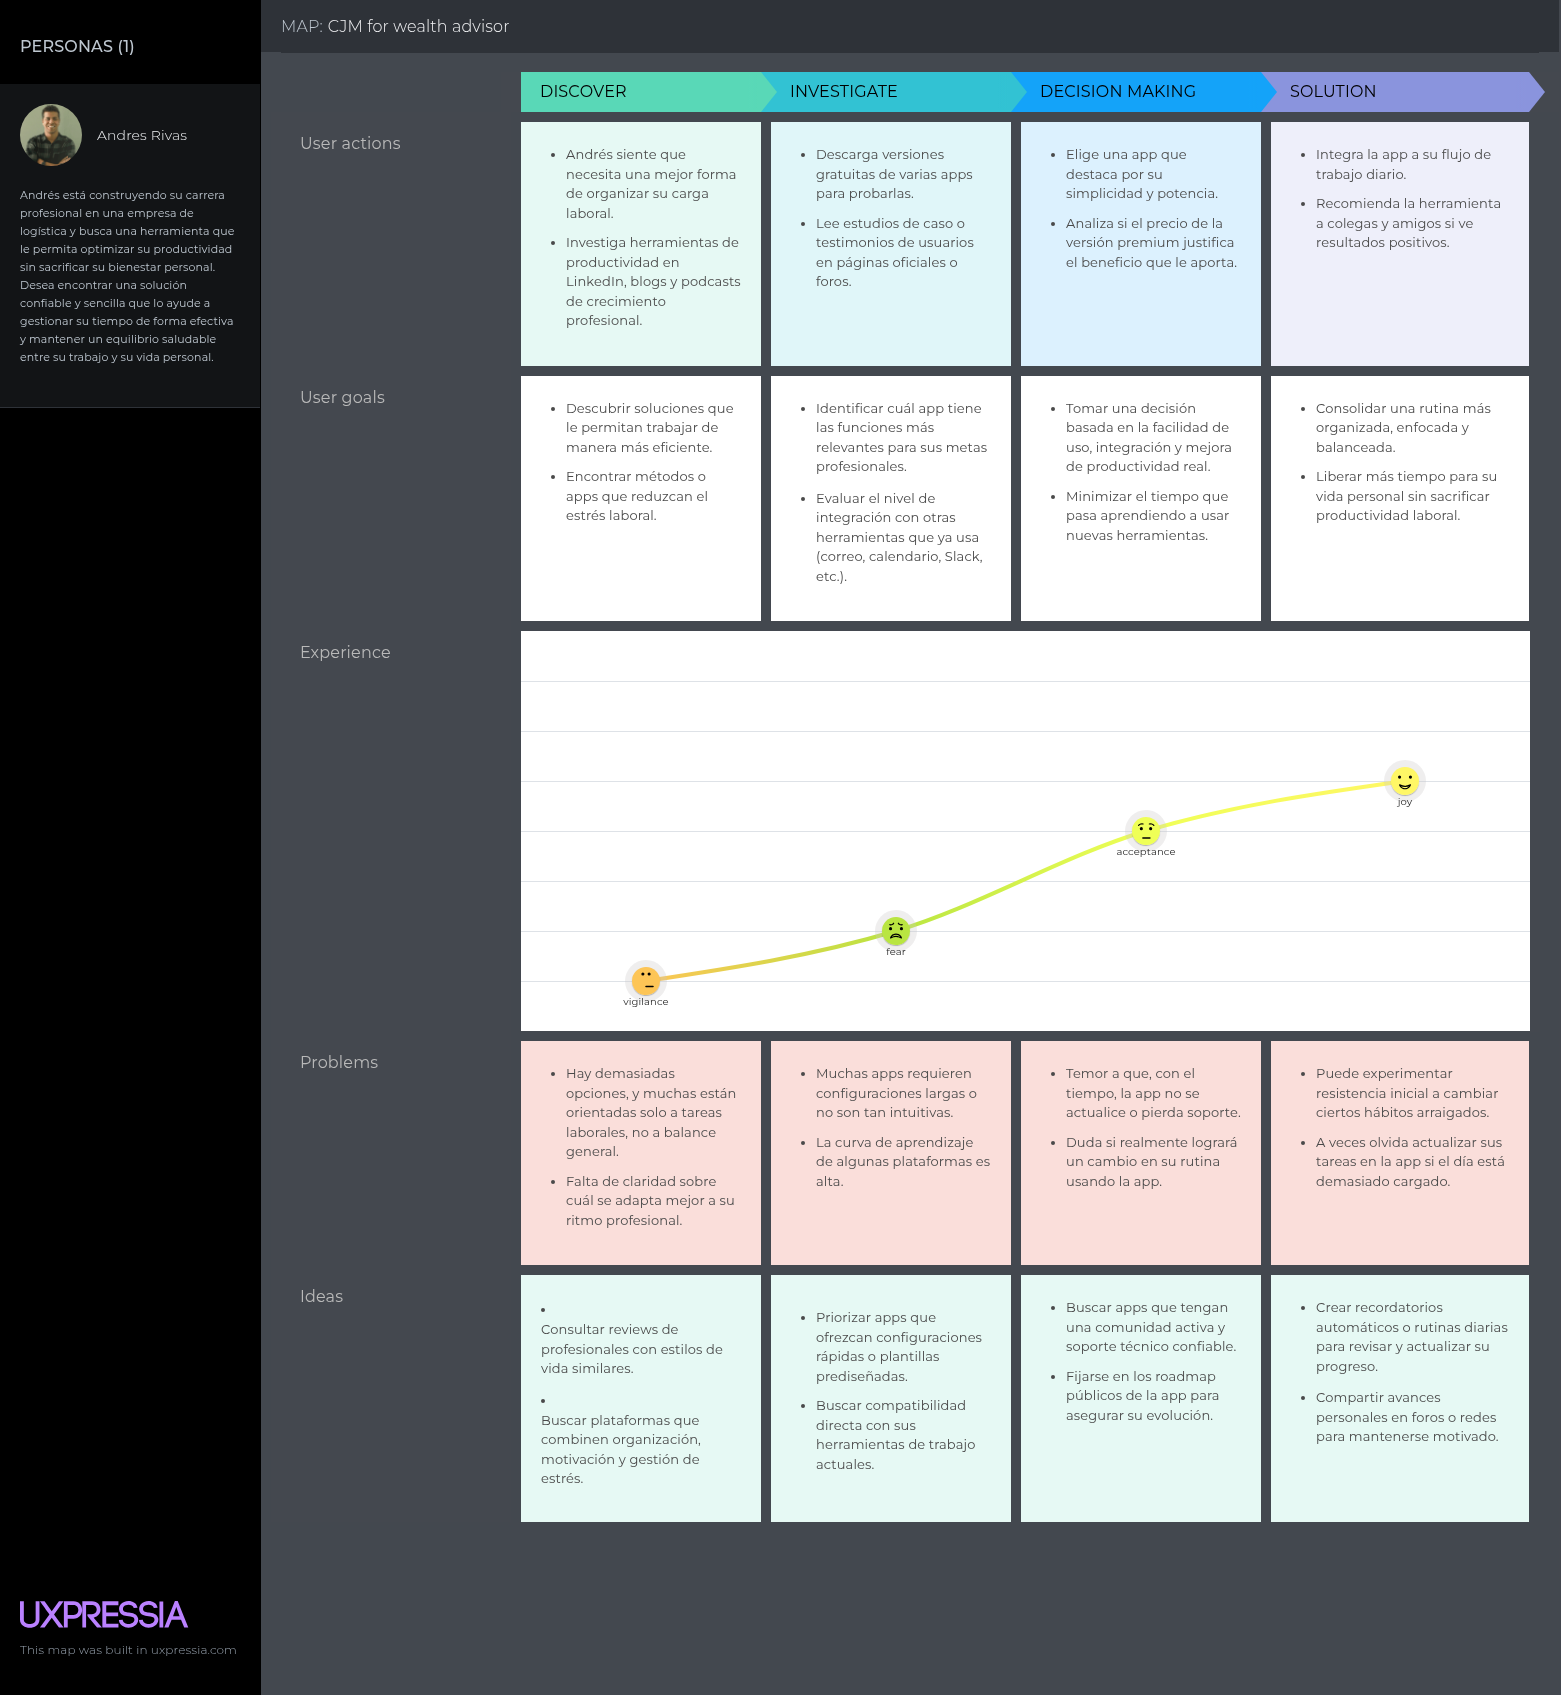 PERSONAS (1)
Andres Rivas
Andrés está construyendo su carrera
profesional en una empresa de
logística y busca una herramienta que
le permita optimizar su productividad
sin sacrificar su bienestar personal.
Desea encontrar una solución
confiable y sencilla que lo ayude a
gestionar su tiempo de forma efectiva
y mantener un equilibrio saludable
entre su trabajo y su vida personal.
UXPRESSIA
This map was built in uxpressia.com
MAP: CJM for wealth advisor
DISCOVER
INVESTIGATE
DECISION MAKING
SOLUTION
User actions
• Andrés siente que
necesita una mejor forma
de organizar su carga
laboral.
• Investiga herramientas de
productividad en
LinkedIn, blogs y podcasts
de crecimiento
profesional.
• Descarga versiones
gratuitas de varias apps
para probarlas.
• Lee estudios de caso o
testimonios de usuarios
en páginas oficiales o
foros.
• Elige una app que
destaca por su
simplicidad y potencia.
• Analiza si el precio de la
versión premium justifica
el beneficio que le aporta.
• Integra la app a su flujo de
trabajo diario.
• Recomienda la herramienta
a colegas y amigos si ve
resultados positivos.
User goals
• Descubrir soluciones que
le permitan trabajar de
manera más eficiente.
• Encontrar métodos o
apps que reduzcan el
estrés laboral.
• Identificar cuál app tiene
las funciones más
relevantes para sus metas
profesionales.
• Evaluar el nivel de
integración con otras
herramientas que ya usa
(correo, calendario, Slack,
etc.).
• Tomar una decisión
basada en la facilidad de
uso, integración y mejora
de productividad real.
• Minimizar el tiempo que
pasa aprendiendo a usar
nuevas herramientas.
• Consolidar una rutina más
organizada, enfocada y
balanceada.
• Liberar más tiempo para su
vida personal sin sacrificar
productividad laboral.
Experience
vigilance
fear
acceptance
joy
Problems
• Hay demasiadas
opciones, y muchas están
orientadas solo a tareas
laborales, no a balance
general.
• Falta de claridad sobre
cuál se adapta mejor a su
ritmo profesional.
• Muchas apps requieren
configuraciones largas o
no son tan intuitivas.
• La curva de aprendizaje
de algunas plataformas es
alta.
• Temor a que, con el
tiempo, la app no se
actualice o pierda soporte.
• Duda si realmente logrará
un cambio en su rutina
usando la app.
• Puede experimentar
resistencia inicial a cambiar
ciertos hábitos arraigados.
• A veces olvida actualizar sus
tareas en la app si el día está
demasiado cargado.
Ideas
•
Consultar reviews de
profesionales con estilos de
vida similares.
•
Buscar plataformas que
combinen organización,
motivación y gestión de
estrés.
• Priorizar apps que
ofrezcan configuraciones
rápidas o plantillas
prediseñadas.
• Buscar compatibilidad
directa con sus
herramientas de trabajo
actuales.
• Buscar apps que tengan
una comunidad activa y
soporte técnico confiable.
• Fijarse en los roadmap
públicos de la app para
asegurar su evolución.
• Crear recordatorios
automáticos o rutinas diarias
para revisar y actualizar su
progreso.
• Compartir avances
personales en foros o redes
para mantenerse motivado.